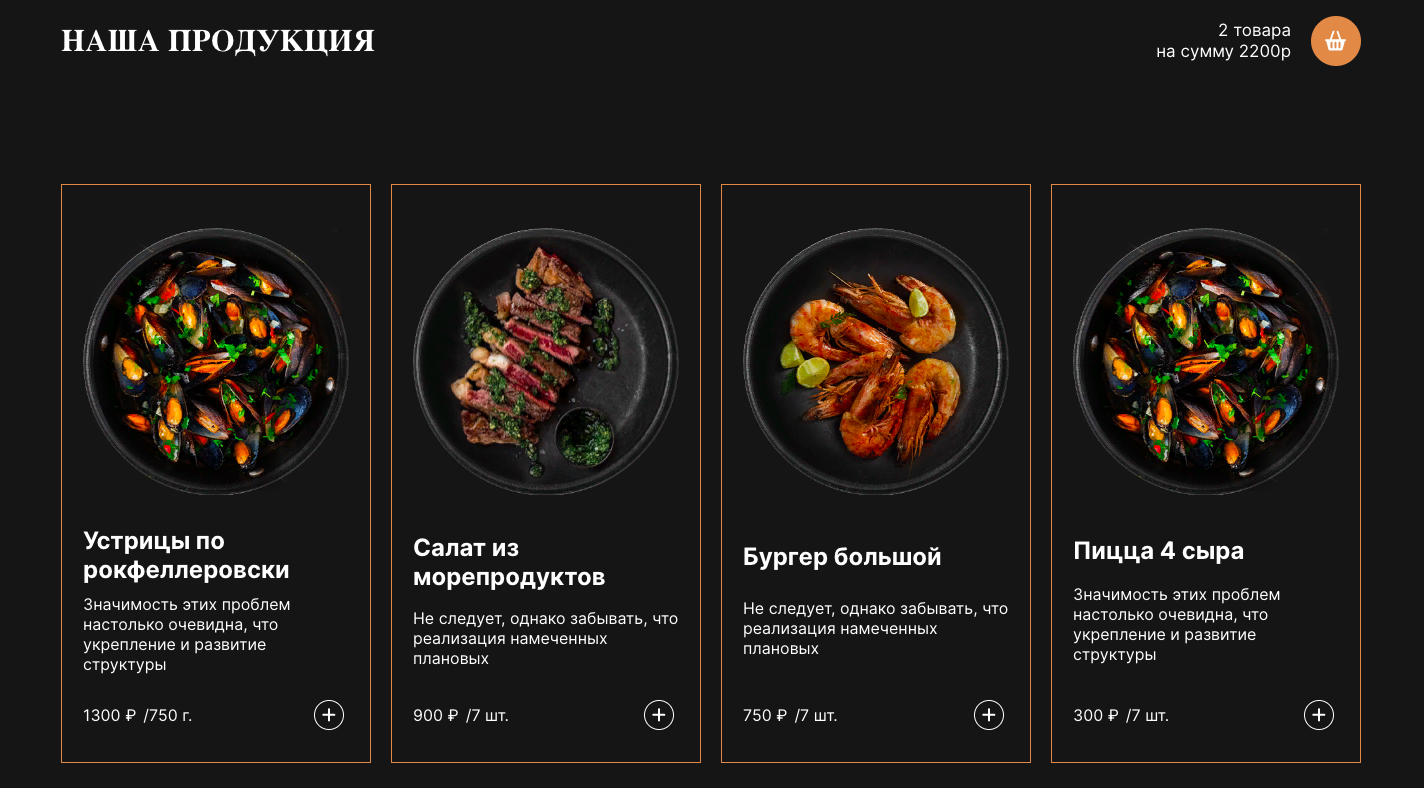 НАША ПРОДУКЦИЯ
2 товара
на сумму 2200р
Устрицы по
рокфеллеровски
Значимость этих проблем
настолько очевидна, что
укрепление и развитие
структуры
1300 ₽ /750 г.
Салат из
морепродуктов
Не следует, однако забывать, что
реализация намеченных
плановых
900 ₽ /7 шт.
Бургер большой
Не следует, однако забывать, что
реализация намеченных
плановых
750 ₽ /7 шт.
Пицца 4 сыра
Значимость этих проблем
настолько очевидна, что
укрепление и развитие
структуры
300 ₽ /7 шт.